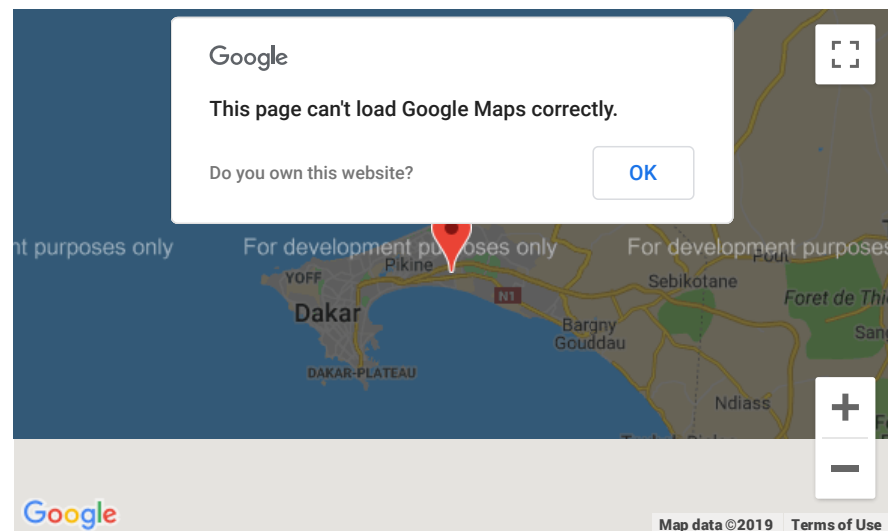 Google
This page can't load Google Maps correctly.
Do you own this website?
OK
nt purposes only
For development purposes only
For development purposes
Pout
Pikine
YOFF
Sebikotane
N1
Foret de Thi
Dakar
Bargny
Gouddau
San
DAKAR-PLATEAU
Ndiass
Google
Map data ©2019
Terms of Use